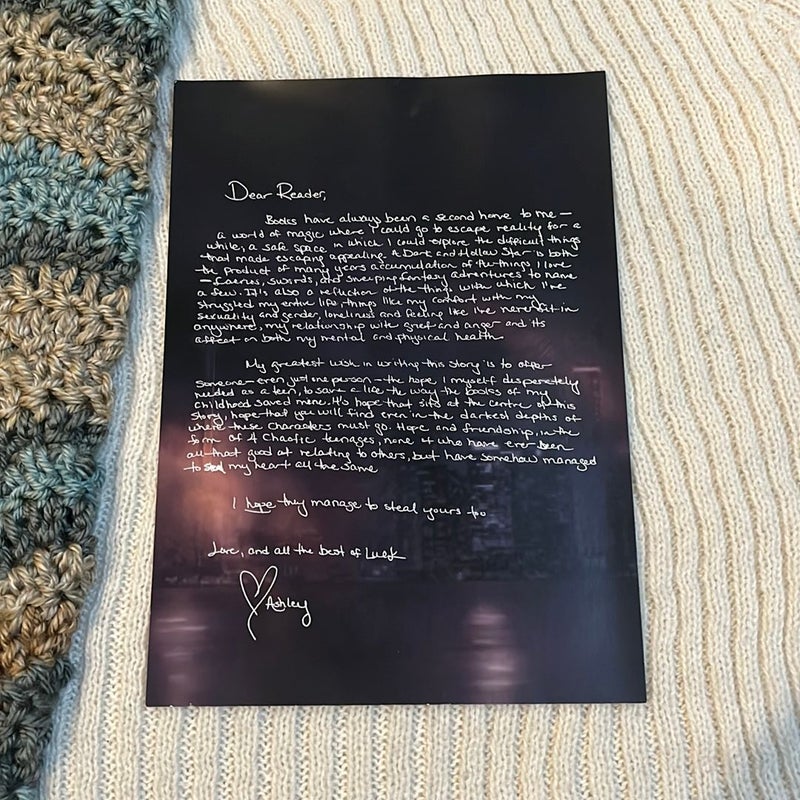 Dear Reader,
Books have always been a second home to me —
a world of magic where I could go to escape reality for a
while, a safe space in which I could explore the difficult things
that made escaping appealing. A Dark and Hollow Star is both
the product of many years accumulation of the things I love
— faeries, swords, and sweeping fantasy adventures to name
a few. It's also a reflection of the things with which I've
struggled my entire life, things like my comfort with my
sexuality and gender, loneliness and feeling like I've never fit in
anywhere, my relationship with grief and anger and its
affect on both my mental and physical health.
My greatest wish in writing this story is to offer
someone — even just one person — the hope I myself desperately
needed as a teen, to save a life the way the books of my
childhood saved mine. It's hope that sits at the centre of this
story, hope that you will find even in the darkest depths of
where these characters must go. Hope and friendship, in the
form of 4 chaotic teenages, none of who have ever been
all that good at relating to others, but have somehow managed
to steal my heart all the same
I hope they manage to steal yours too
Love, and all the best of Luck
Ashley